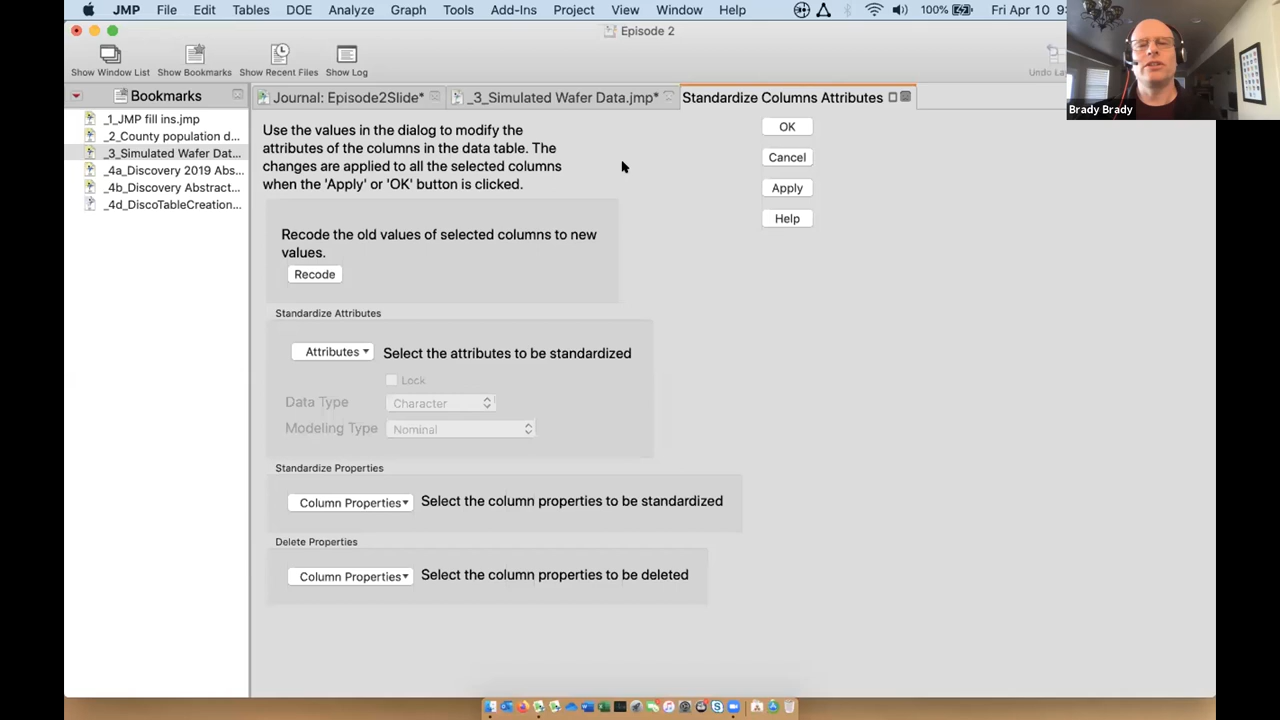 JMP File Edit Tables DOE Analyze Graph Tools Add-Ins Project View Window Help 100% Fri Apr 10
Episode 2
Show Window List Show Bookmarks Show Recent Files Show Log
Bookmarks
_1_JMP fill ins.jmp
_2_County population d...
_3_Simulated Wafer Dat...
_4a_Discovery 2019 Abs...
_4b_Discovery Abstract...
_4d_DiscoTableCreation...
Journal: Episode2Slide*
_3_Simulated Wafer Data.jmp*
Standardize Columns Attributes
Brady Brady
Use the values in the dialog to modify the
attributes of the columns in the data table. The
changes are applied to all the selected columns
when the 'Apply' or 'OK' button is clicked.
OK
Cancel
Apply
Help
Recode the old values of selected columns to new
values.
Recode
Standardize Attributes
Attributes Select the attributes to be standardized
Lock
Data Type Character
Modeling Type Nominal
Standardize Properties
Column Properties Select the column properties to be standardized
Delete Properties
Column Properties Select the column properties to be deleted